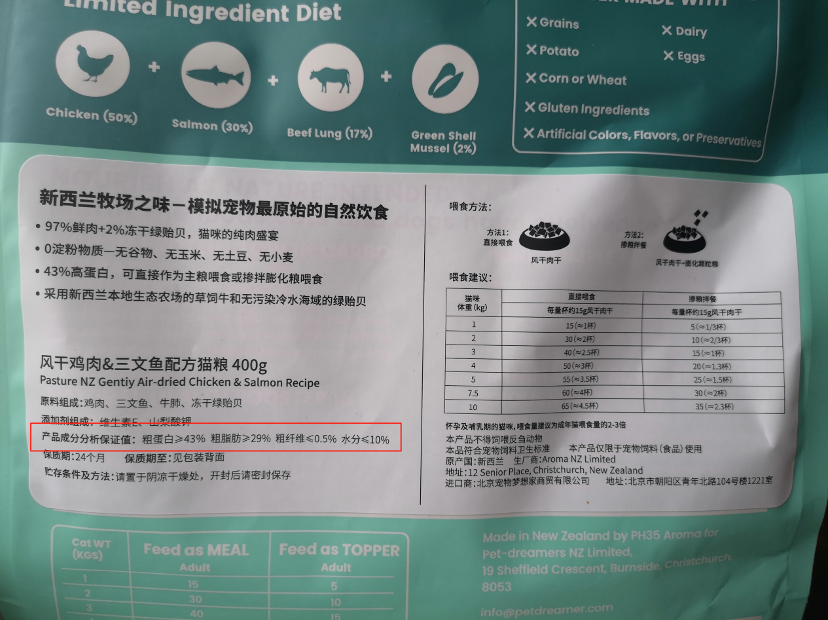 Limited Ingredient Diet
Chicken (50%)
Salmon (30%)
Beef Lung (17%)
Green Shell
Mussel (2%)
MADE WITH
Grains
Dairy
Potato
Eggs
Corn or Wheat
Gluten Ingredients
Artificial Colors, Flavors, or Preservatives
新西兰牧场之味—模拟宠物最原始的自然饮食
• 97%鲜肉+2%冻干绿贻贝，猫咪的纯肉盛宴
• 0淀粉物质—无谷物、无玉米、无土豆、无小麦
• 43%高蛋白，可直接作为主粮喂食或掺拌膨化粮喂食
• 采用新西兰本地生态农场的草饲牛和无污染冷水海域的绿贻贝
风干鸡肉&三文鱼配方猫粮 400g
Pasture NZ Gentiy Air-dried Chicken & Salmon Recipe
原料组成:鸡肉、三文鱼、牛肺、冻干绿贻贝
添加剂组成: 维生素E、山梨酸钾
产品成分分析保证值: 粗蛋白≥43% 粗脂肪≥29% 粗纤维≤0.5% 水分≤10%
保质期:24个月 保质期至:见包装背面
贮存条件及方法:请置于阴凉干燥处，开封后请密封保存
喂食方法:
方法1:
直接喂食
风干肉干
方法2:
掺粮拌餐
风干肉干+膨化颗粒粮
喂食建议:
猫咪体重(kg) 直接喂食 掺粮拌餐
每量杯约15g风干肉干 每量杯约15g风干肉干
1 15(≈1杯) 5(≈1/3杯)
2 30(≈2杯) 10(≈2/3杯)
3 40(≈2.5杯) 15(≈1杯)
4 50(≈3杯) 20(≈1.3杯)
5 55(≈3.5杯) 25(≈1.5杯)
7.5 60(≈4杯) 30(≈2杯)
10 65(≈4.5杯) 35(≈2.3杯)
怀孕及哺乳期的猫咪，喂食量建议为成年猫喂食量的2-3倍
本产品不得饲喂反刍动物
本品符合宠物饲料卫生标准 本产品仅限于宠物饲料(食品)使用
原产国:新西兰 生厂商:Aroma NZ Limited
地址:12 Senior Place, Christchurch, New Zealand
进口商:北京宠物梦想家商贸有限公司 地址:北京市朝阳区青年北路104号楼1221室
Cat WT (KGS) Feed as MEAL Feed as TOPPER
Adult Adult
1 15 5
2 30 10
3 40 15
Made in New Zealand by PH35 Aroma for
Pet-dreamers NZ Limited,
19 Sheffield Crescent, Burnside, Christchurch,
8053
info@petdreamer.com